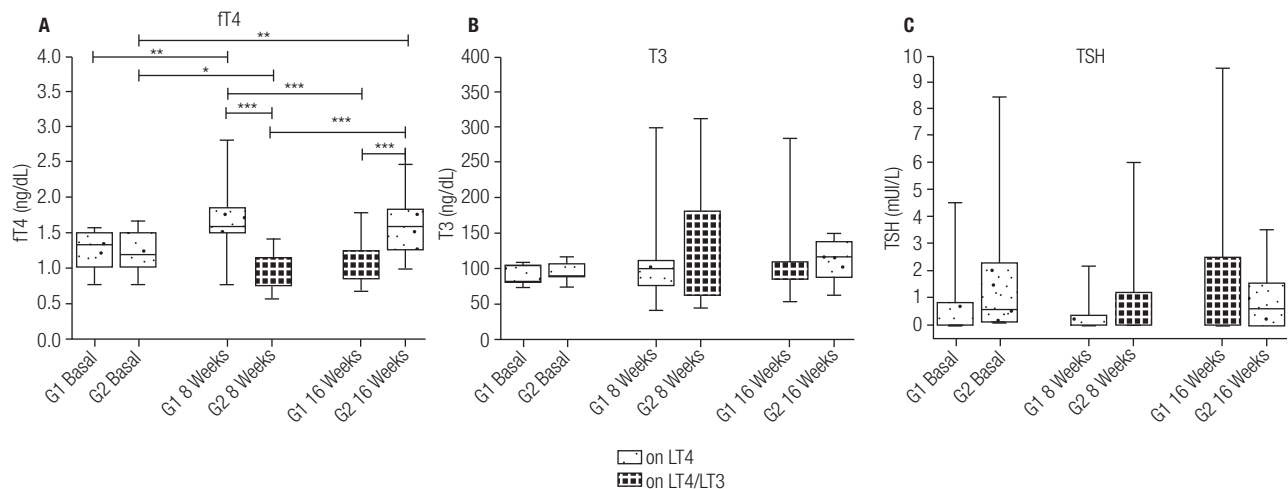 A
fT4
**
**
*
***
***
***
***
4.0
3.5
3.0
2.5
2.0
1.5
1.0
0.5
0.0
fT4 (ng/dL)
G1 Basal
G2 Basal
G1 8 Weeks
G2 8 Weeks
G1 16 Weeks
G2 16 Weeks
B
T3
400
350
300
250
200
150
100
50
0
T3 (ng/dL)
G1 Basal
G2 Basal
G1 8 Weeks
G2 8 Weeks
G1 16 Weeks
G2 16 Weeks
C
TSH
10
9
8
7
6
5
4
3
2
1
0
TSH (mUI/L)
G1 Basal
G2 Basal
G1 8 Weeks
G2 8 Weeks
G1 16 Weeks
G2 16 Weeks
on LT4
on LT4/LT3